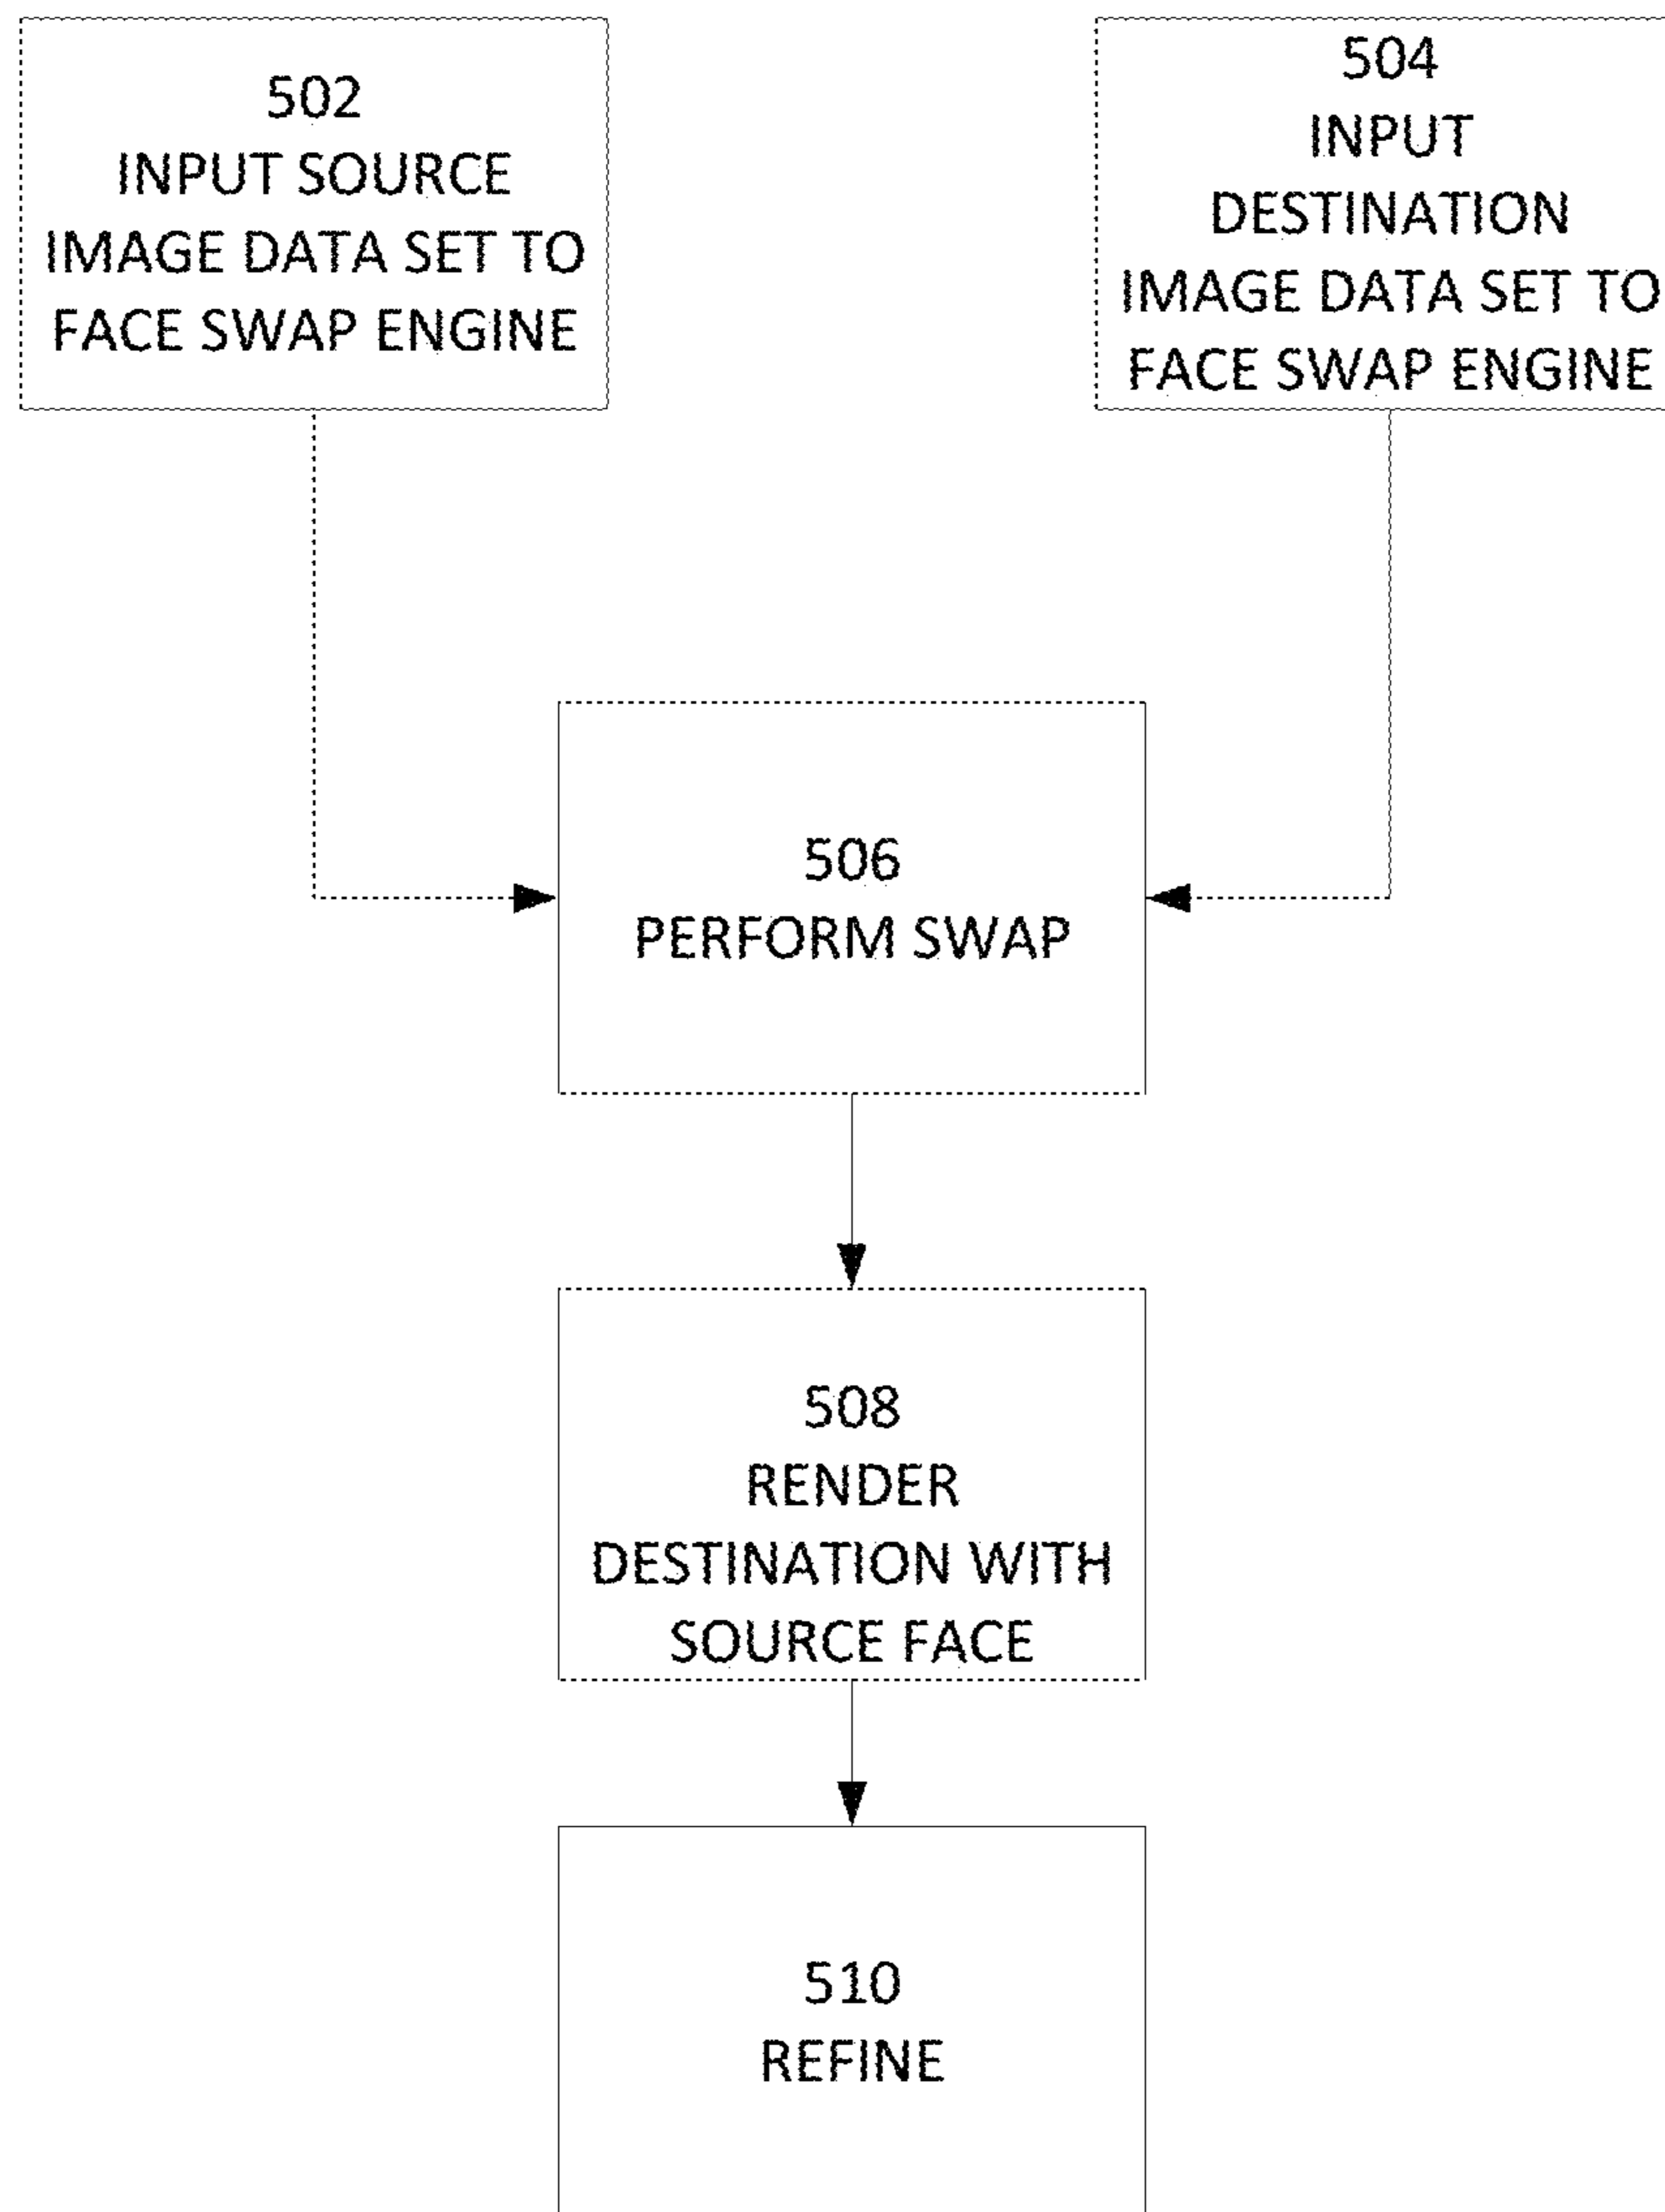 502
INPUT SOURCE
IMAGE DATA SET TO
FACE SWAP ENGINE
504
INPUT
DESTINATION
IMAGE DATA SET TO
FACE SWAP ENGINE
506
PERFORM SWAP
508
RENDER
DESTINATION WITH
SOURCE FACE
510
REFINE